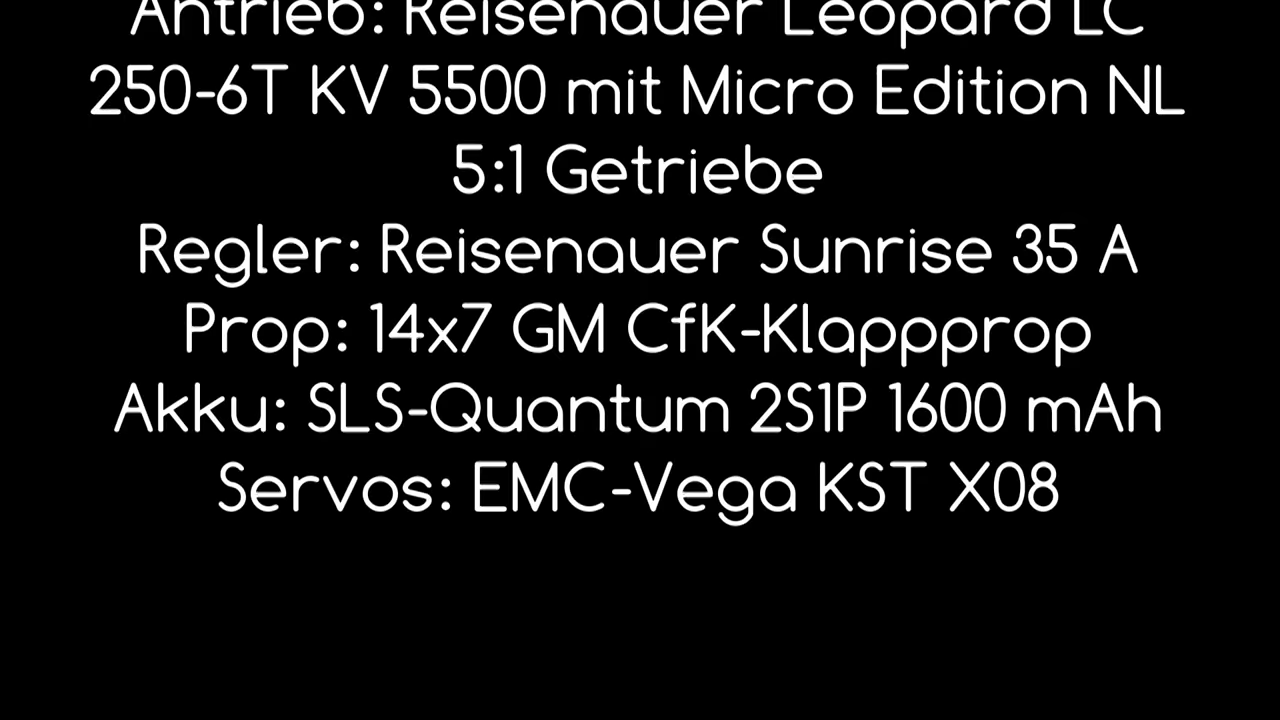 Antrieb: Reisenauer Leopard LC
250-6T KV 5500 mit Micro Edition NL
5:1 Getriebe
Regler: Reisenauer Sunrise 35 A
Prop: 14x7 GM CfK-Klappprop
Akku: SLS-Quantum 2S1P 1600 mAh
Servos: EMC-Vega KST X08